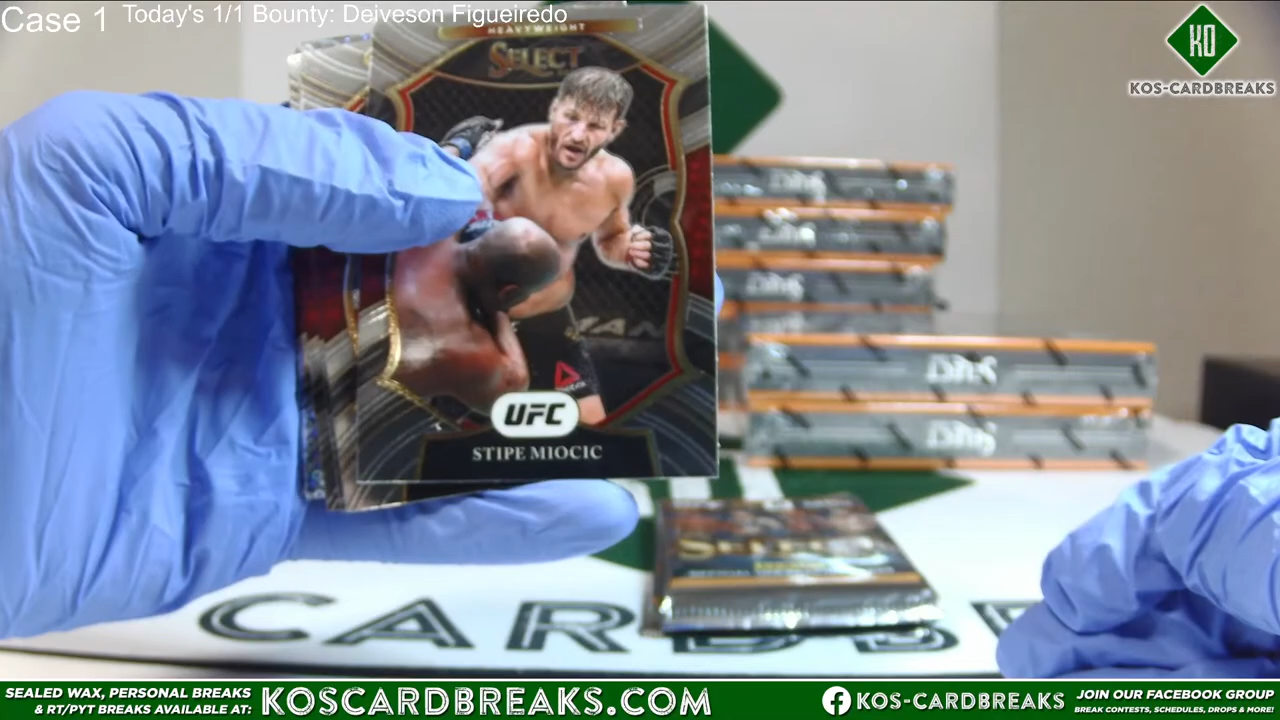 Case 1
Today's 1/1 Bounty: Deiveson Figueiredo
KO
KOS-CARDBREAKS
HEAVYWEIGHT
SELECT
UFC
STIPE MIOCIC
SELECT
CARDB
SEALED WAX, PERSONAL BREAKS
& RT/PYT BREAKS AVAILABLE AT:
KOSCARDBREAKS.COM
KOS-CARDBREAKS
JOIN OUR FACEBOOK GROUP
BREAK CONTESTS, SCHEDULES, DROPS & MORE!